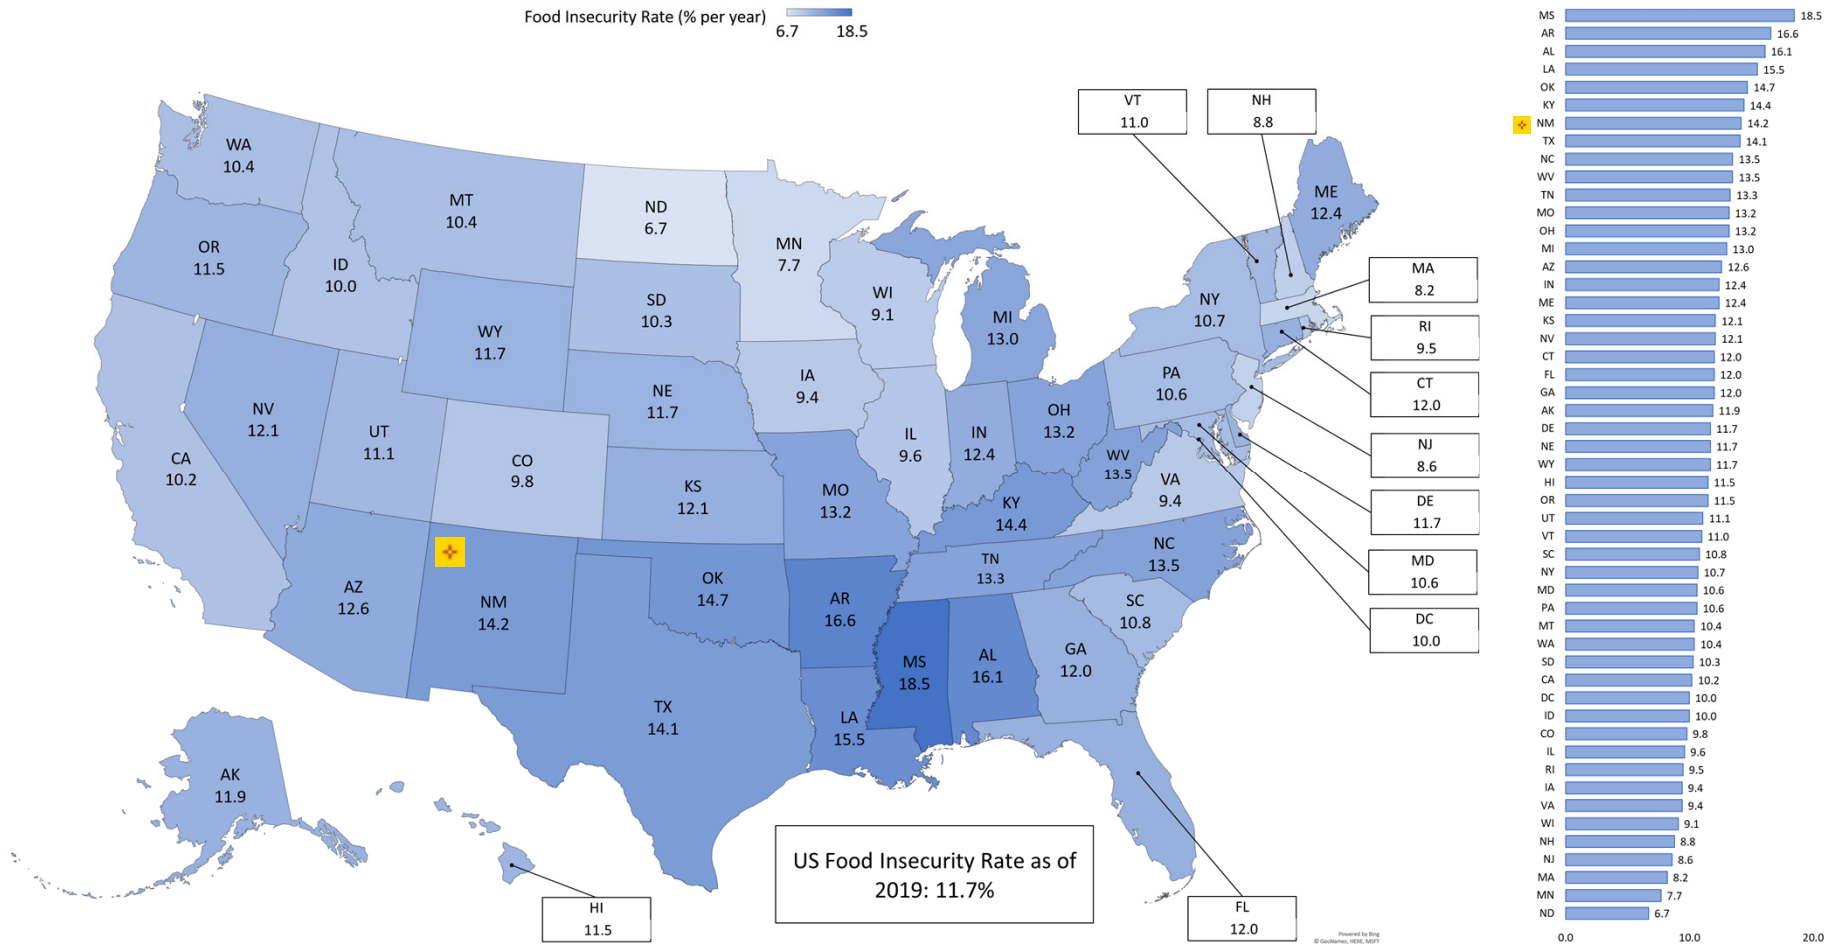 Food Insecurity Rate (% per year)
6.7 18.5
WA
10.4
OR
11.5
CA
10.2
ID
10.0
NV
12.1
MT
10.4
WY
11.7
UT
11.1
CO
9.8
AZ
12.6
NM
14.2
ND
6.7
SD
10.3
NE
11.7
KS
12.1
OK
14.7
TX
14.1
MN
7.7
IA
9.4
MO
13.2
AR
16.6
LA
15.5
WI
9.1
IL
9.6
MI
13.0
IN
12.4
OH
13.2
KY
14.4
TN
13.3
MS
18.5
AL
16.1
GA
12.0
SC
10.8
NC
13.5
VA
9.4
WV
13.5
PA
10.6
NY
10.7
ME
12.4
VT
11.0
NH
8.8
MA
8.2
RI
9.5
CT
12.0
NJ
8.6
DE
11.7
MD
10.6
DC
10.0
AK
11.9
HI
11.5
FL
12.0
US Food Insecurity Rate as of
2019: 11.7%
Powered by Bing
© GeoNames, HERE, MSFT
MS 18.5
AR 16.6
AL 16.1
LA 15.5
OK 14.7
KY 14.4
NM 14.2
TX 14.1
NC 13.5
WV 13.5
TN 13.3
MO 13.2
OH 13.2
MI 13.0
AZ 12.6
IN 12.4
ME 12.4
KS 12.1
NV 12.1
CT 12.0
FL 12.0
GA 12.0
AK 11.9
DE 11.7
NE 11.7
WY 11.7
HI 11.5
OR 11.5
UT 11.1
VT 11.0
SC 10.8
NY 10.7
MD 10.6
PA 10.6
MT 10.4
WA 10.4
SD 10.3
CA 10.2
DC 10.0
ID 10.0
CO 9.8
IL 9.6
RI 9.5
IA 9.4
VA 9.4
WI 9.1
NH 8.8
NJ 8.6
MA 8.2
MN 7.7
ND 6.7
0.0 10.0 20.0